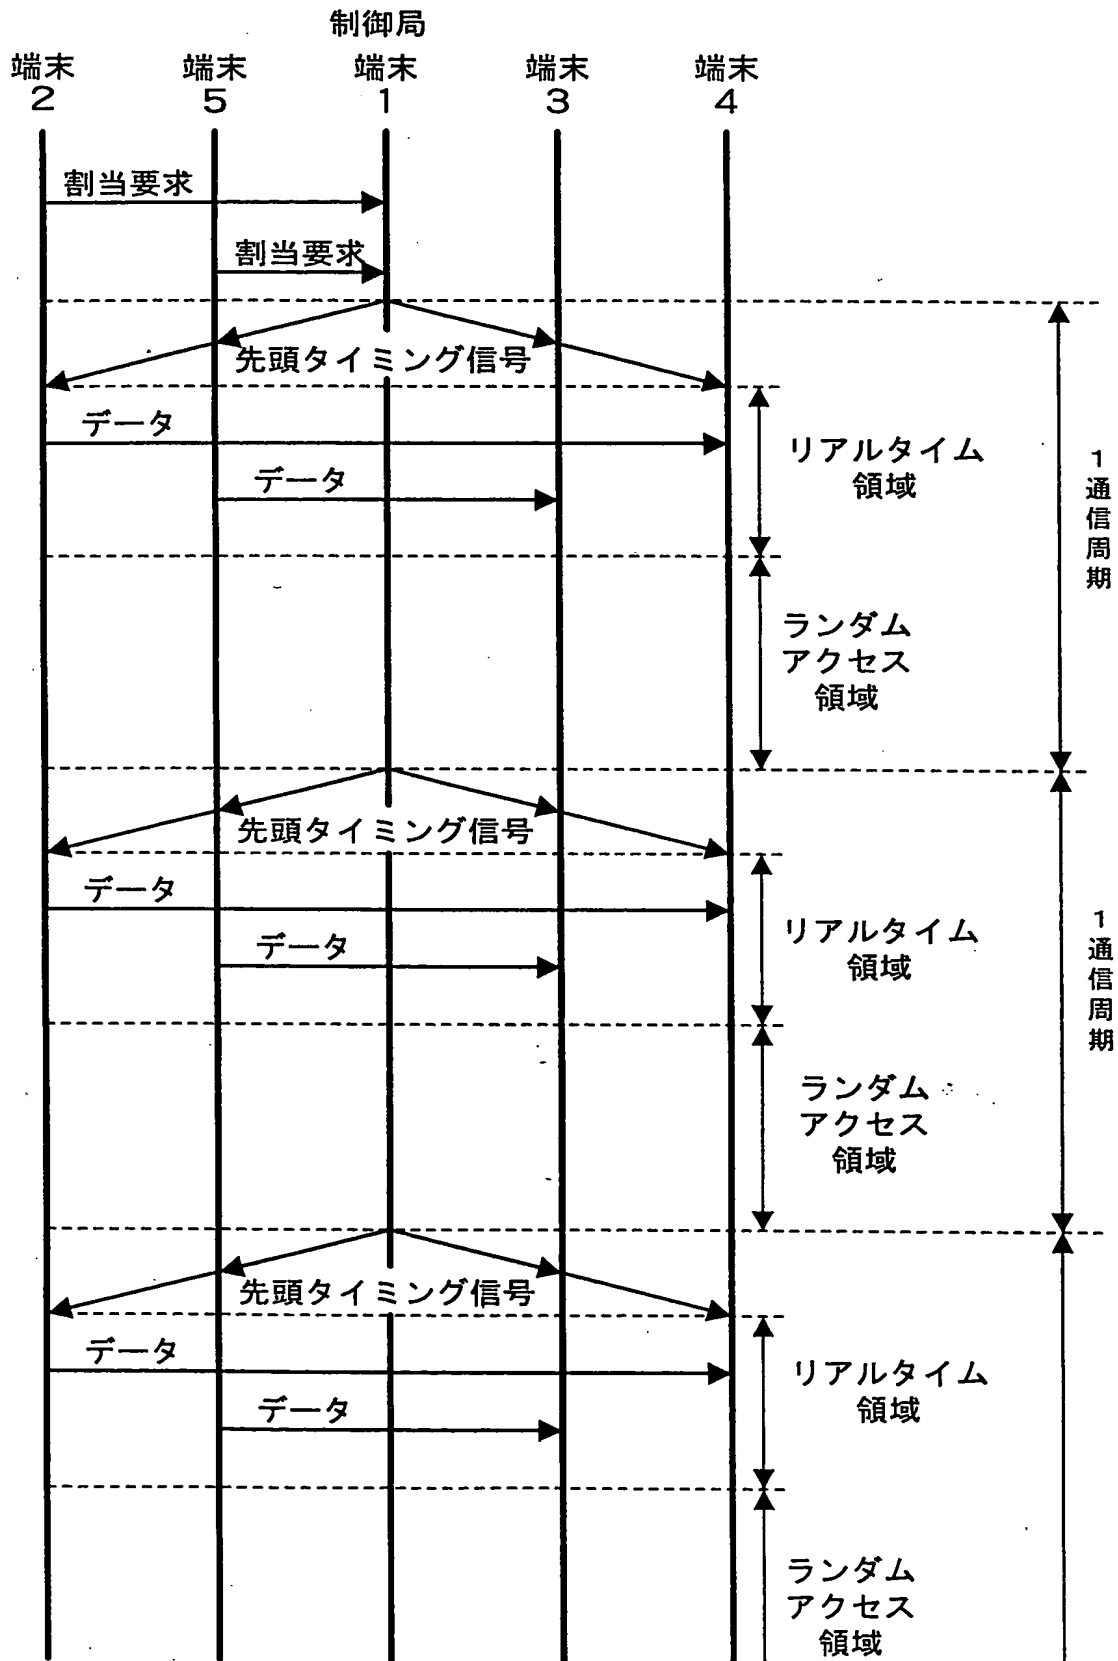 制御局
端末 端末 端末 端末 端末
2 5 1 3 4
割当要求
割当要求
先頭タイミング信号
データ
データ
リアルタイム
領域
ランダム
アクセス
領域
1通信周期
先頭タイミング信号
データ
データ
リアルタイム
領域
ランダム
アクセス
領域
1通信周期
先頭タイミング信号
データ
データ
リアルタイム
領域
ランダム
アクセス
領域